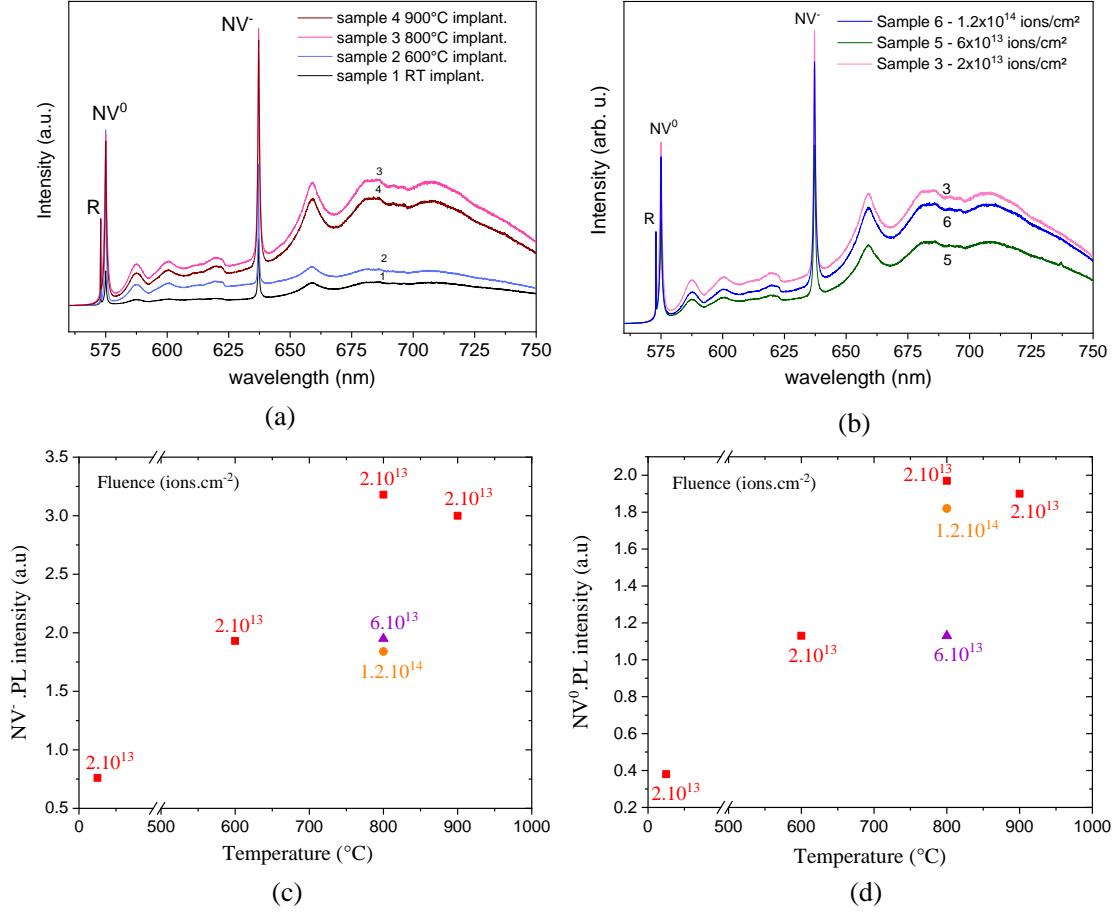 NV⁻
sample 4 900°C implant.
sample 3 800°C implant.
sample 2 600°C implant.
sample 1 RT implant.
NV⁰
R
3
4
2
1
Intensity (a.u.)
575 600 625 650 675 700 725 750
wavelength (nm)
(a)
NV⁻
Sample 6 - 1.2x10¹⁴ ions/cm²
Sample 5 - 6x10¹³ ions/cm²
Sample 3 - 2x10¹³ ions/cm²
NV⁰
R
3
6
5
Intensity (arb. u.)
575 600 625 650 675 700 725 750
wavelength (nm)
(b)
3.5
3.0
2.5
2.0
1.5
1.0
0.5
Fluence (ions.cm⁻²)
2.10¹³
2.10¹³
2.10¹³
6.10¹³
1.2.10¹⁴
2.10¹³
NV⁻ .PL intensity (a.u)
0 500 600 700 800 900 1000
Temperature (°C)
(c)
2.0
1.8
1.6
1.4
1.2
1.0
0.8
0.6
0.4
0.2
Fluence (ions.cm⁻²)
2.10¹³
2.10¹³
1.2.10¹⁴
2.10¹³
6.10¹³
2.10¹³
NV⁰.PL intensity (a.u)
0 500 600 700 800 900 1000
Temperature (°C)
(d)